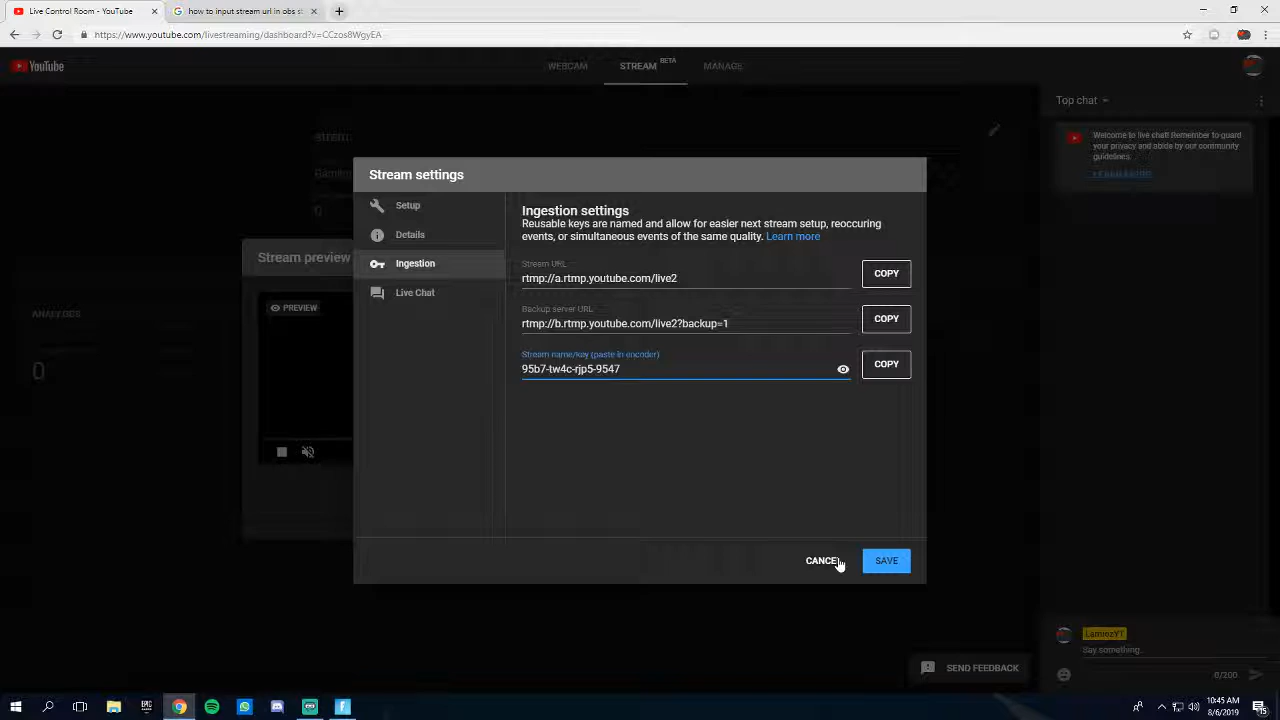 Live Control Room - YouTube
how to input stream url in obs st
https://www.youtube.com/livestreaming/dashboard?v=CCzos8WgyEA
YouTube
WEBCAM
STREAM BETA
MANAGE
Top chat
stream
Welcome to live chat! Remember to guard
your privacy and abide by our community
guidelines.
LEARN MORE
0
Stream preview
PREVIEW
ANALYTICS
0
Stream settings
Setup
Details
Ingestion
Live Chat
Ingestion settings
Reusable keys are named and allow for easier next stream setup, reoccuring
events, or simultaneous events of the same quality. Learn more
Stream URL
rtmp://a.rtmp.youtube.com/live2
COPY
Backup server URL
rtmp://b.rtmp.youtube.com/live2?backup=1
COPY
Stream name/key (paste in encoder)
95b7-tw4c-rjp5-9547
COPY
CANCEL
SAVE
LamiezYT
Say something...
0/200
SEND FEEDBACK
10:45 AM
8/6/2019